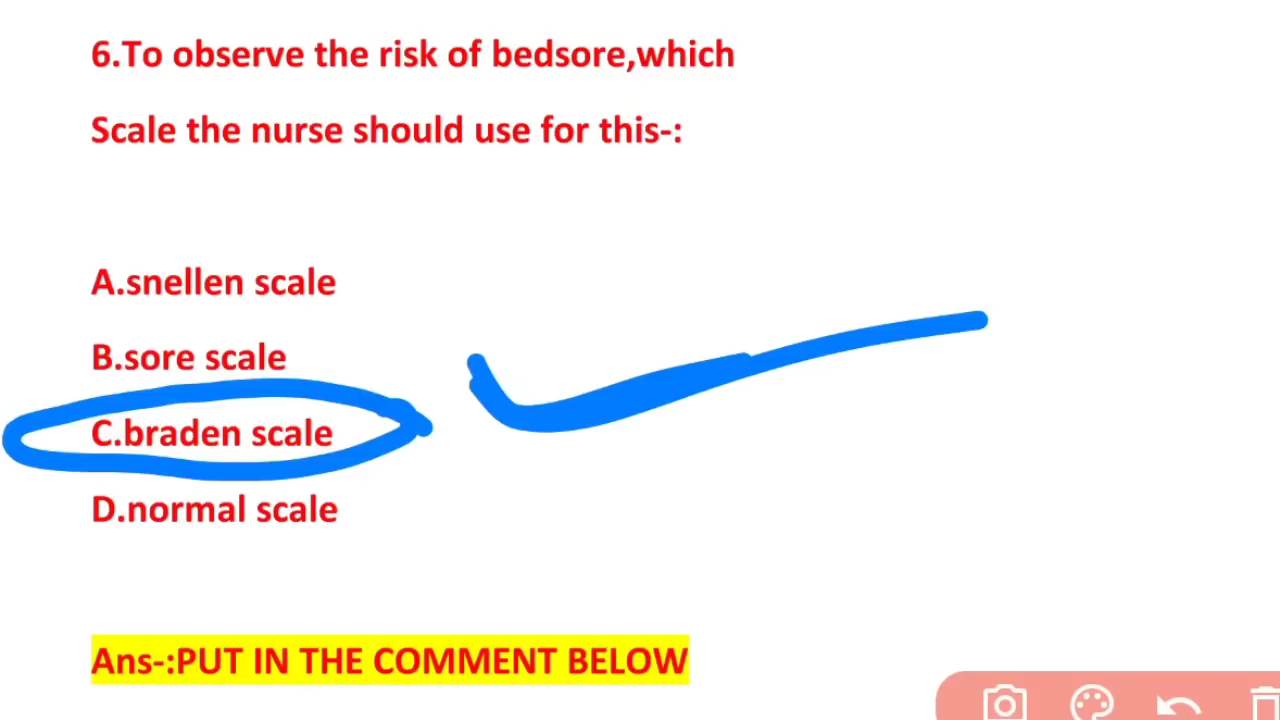 6.To observe the risk of bedsore,which
Scale the nurse should use for this-:
A.snellen scale
B.sore scale
C.braden scale
D.normal scale
Ans-:PUT IN THE COMMENT BELOW